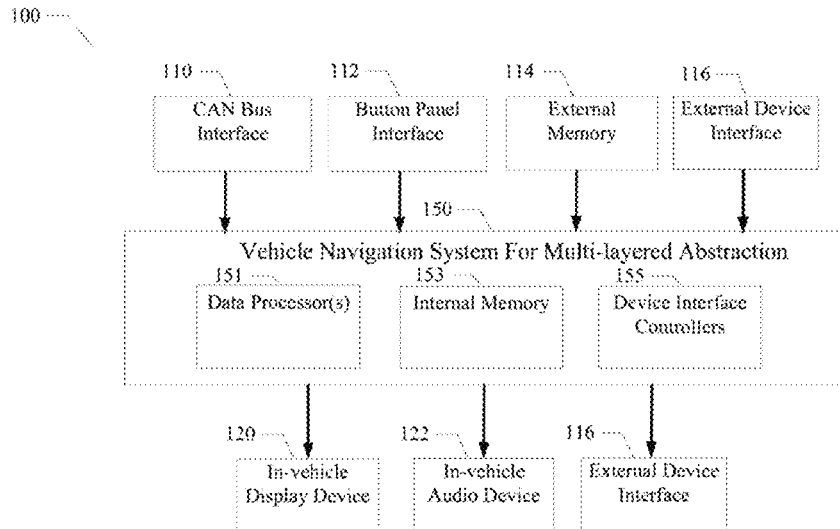 100
110
112
114
116
CAN Bus
Interface
Button Panel
Interface
External
Memory
External Device
Interface
150
Vehicle Navigation System For Multi-layered Abstraction
151
153
155
Data Processor(s)
Internal Memory
Device Interface
Controllers
120
122
116
In-vehicle
Display Device
In-vehicle
Audio Device
External Device
Interface